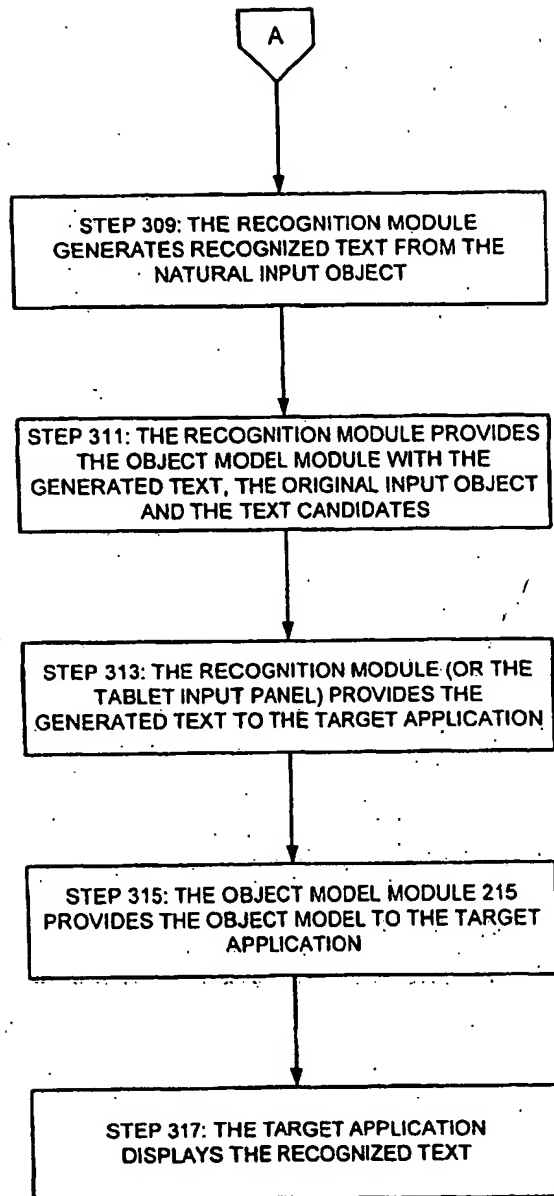 A
STEP 309: THE RECOGNITION MODULE
GENERATES RECOGNIZED TEXT FROM THE
NATURAL INPUT OBJECT
STEP 311: THE RECOGNITION MODULE PROVIDES
THE OBJECT MODEL MODULE WITH THE
GENERATED TEXT, THE ORIGINAL INPUT OBJECT
AND THE TEXT CANDIDATES
STEP 313: THE RECOGNITION MODULE (OR THE
TABLET INPUT PANEL) PROVIDES THE
GENERATED TEXT TO THE TARGET APPLICATION
STEP 315: THE OBJECT MODEL MODULE 215
PROVIDES THE OBJECT MODEL TO THE TARGET
APPLICATION
STEP 317: THE TARGET APPLICATION
DISPLAYS THE RECOGNIZED TEXT